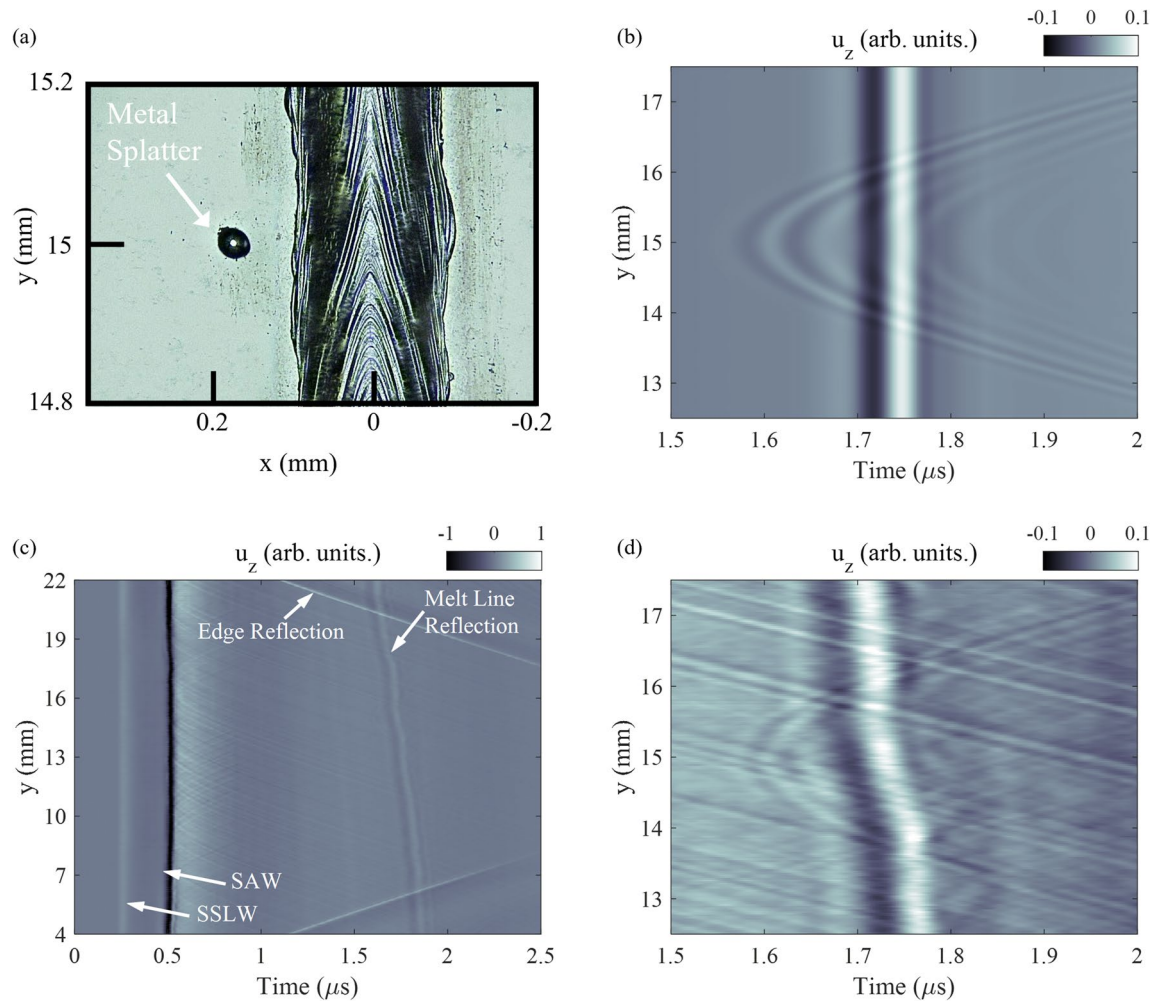 (a)
15.2
Metal
Splatter
y (mm)
15
14.8
0.2
0
-0.2
x (mm)
(b)
u_z (arb. units.)
-0.1
0
0.1
17
16
15
14
13
y (mm)
1.5
1.6
1.7
1.8
1.9
2
Time (μs)
(c)
u_z (arb. units.)
-1
0
1
22
19
16
13
10
7
4
y (mm)
Edge Reflection
Melt Line
Reflection
SAW
SSLW
0
0.5
1
1.5
2
2.5
Time (μs)
(d)
u_z (arb. units.)
-0.1
0
0.1
17
16
15
14
13
y (mm)
1.5
1.6
1.7
1.8
1.9
2
Time (μs)